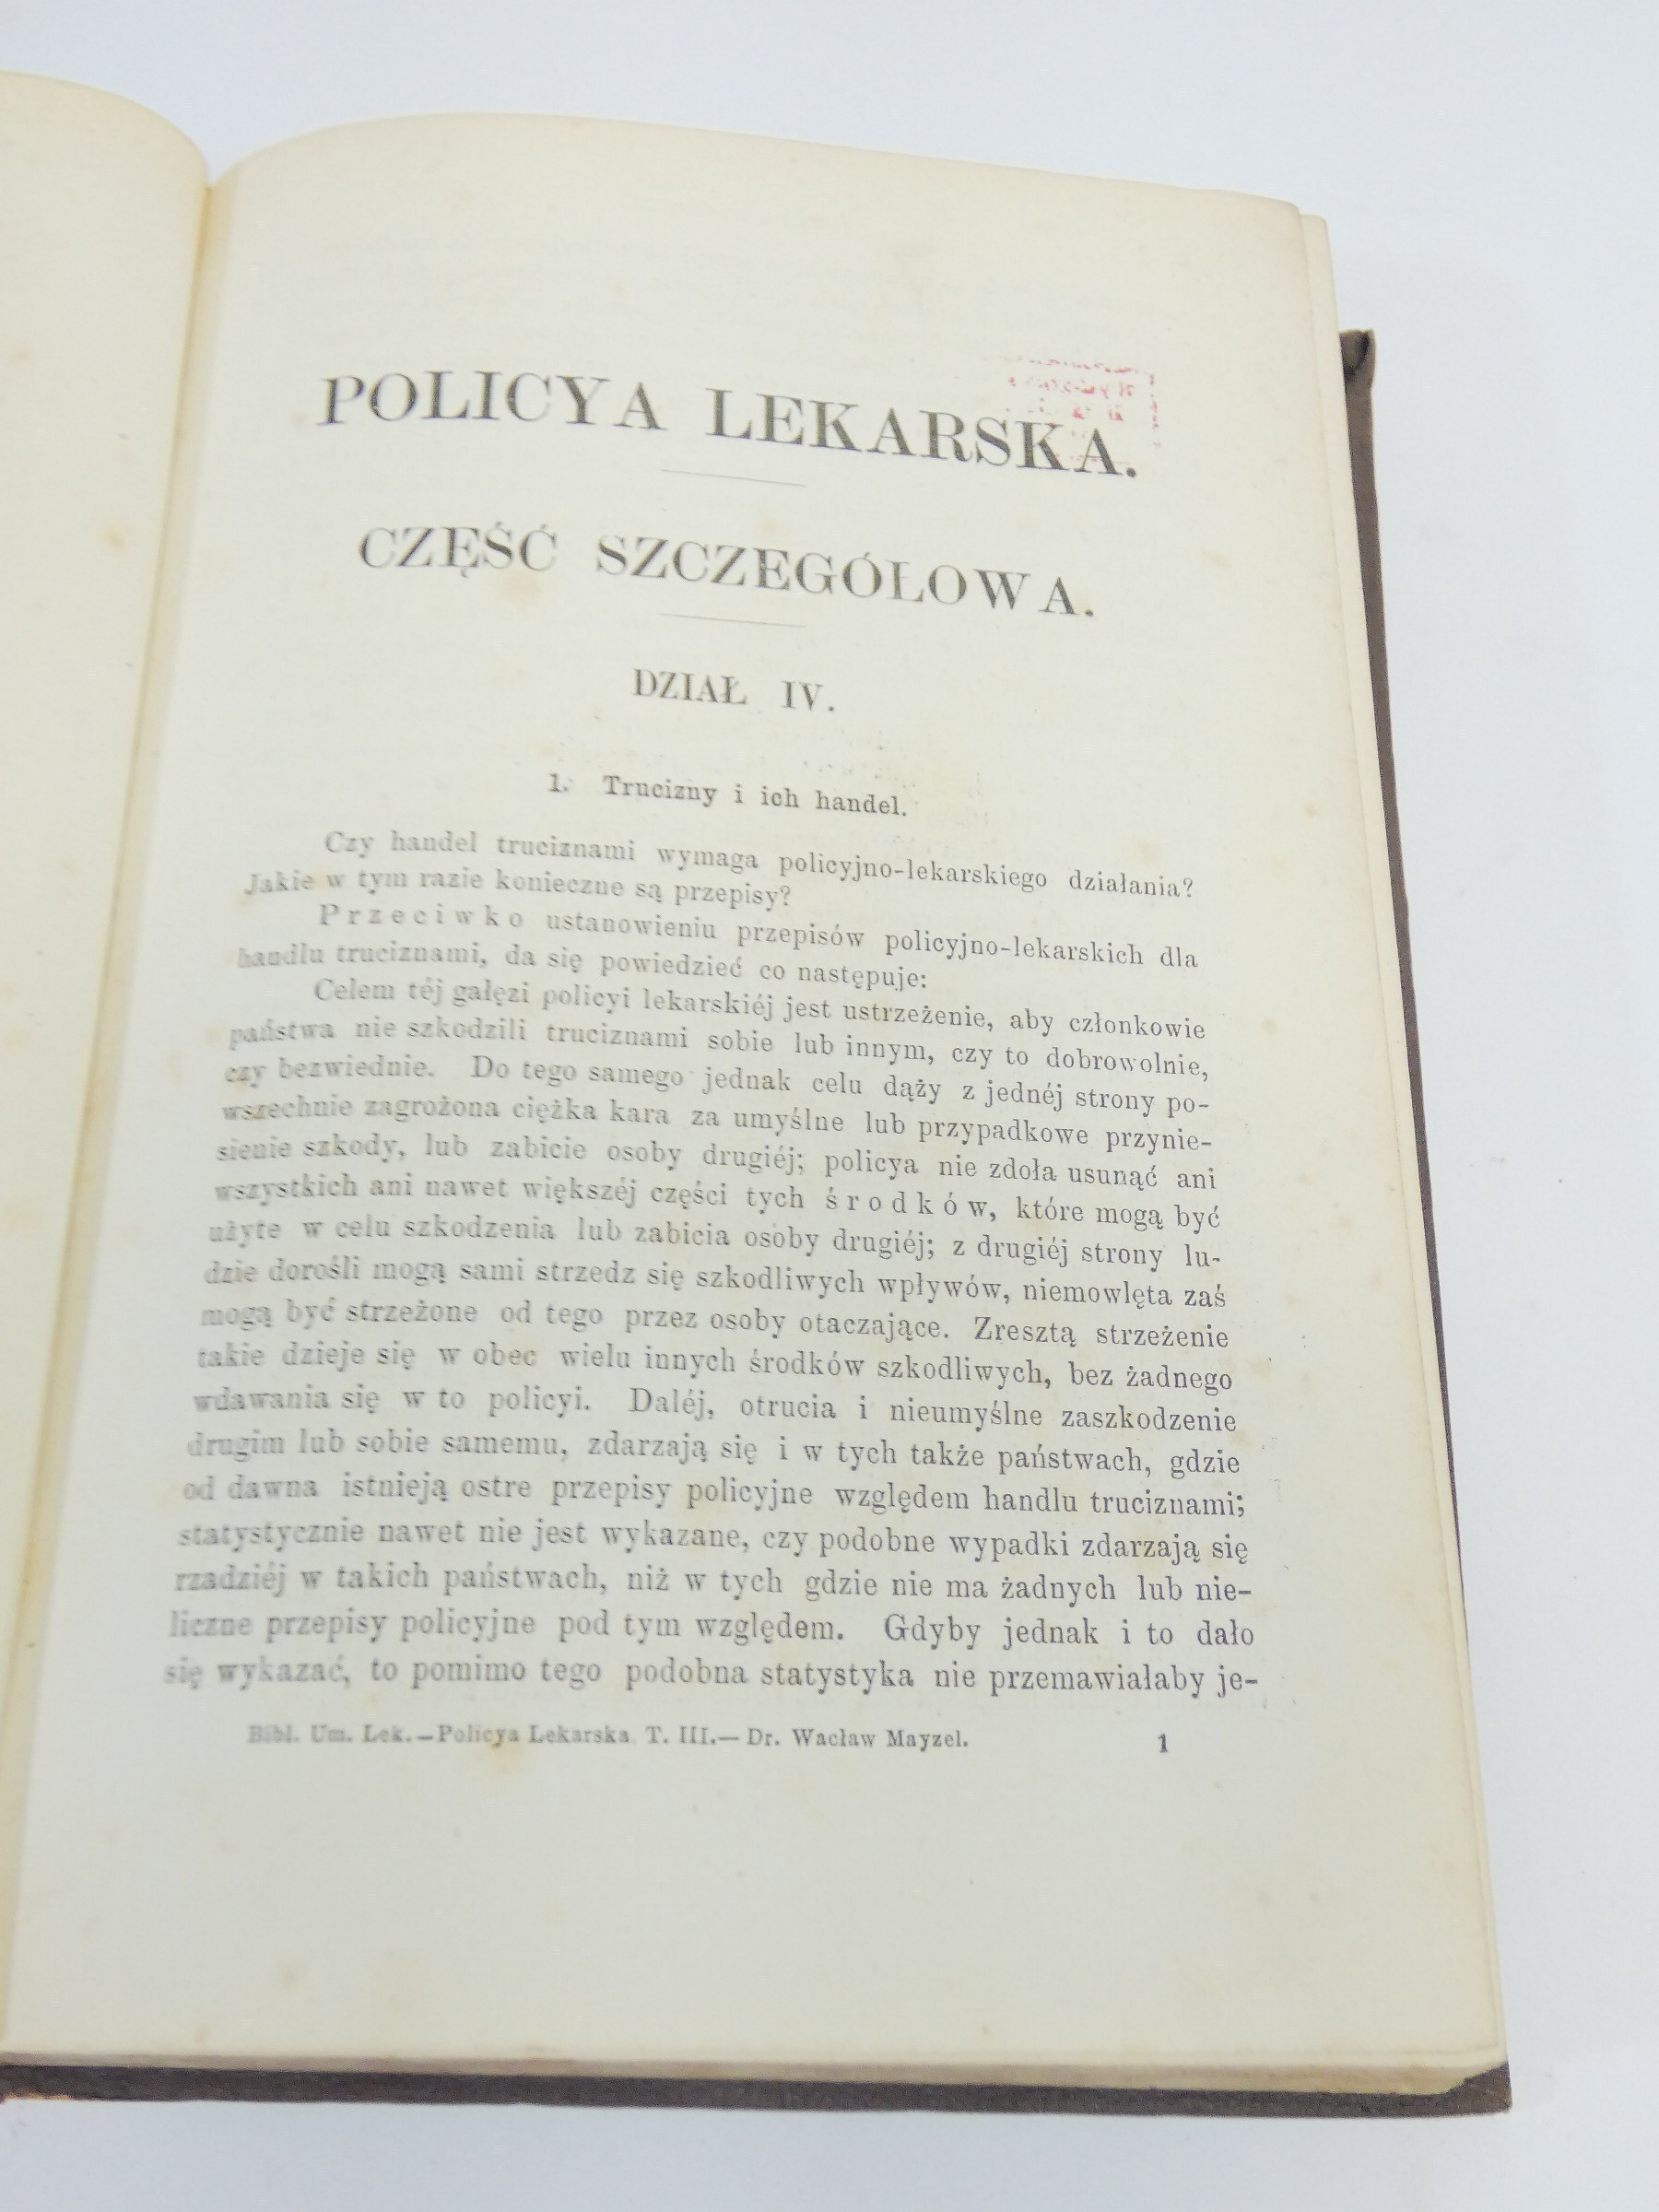 POLICYA LEKARSKA.
CZĘŚĆ SZCZEGÓŁOWA.
DZIAŁ IV.
1. Trucizny i ich handel.
Czy handel truciznami wymaga policyjno-lekarskiego działania?
Jakie w tym razie konieczne są przepisy?
Przeciwko ustanowieniu przepisów policyjno-lekarskich dla
handlu truciznami, da się powiedzieć co następuje:
Celem téj gałęzi policyi lekarskiéj jest ustrzeżenie, aby członkowie
państwa nie szkodzili truciznami sobie lub innym, czy to dobrowolnie,
czy bezwiednie. Do tego samego jednak celu dąży z jednéj strony po-
wszechnie zagrożona ciężka kara za umyślne lub przypadkowe przynie-
sienie szkody, lub zabicie osoby drugiéj; policya nie zdoła usunąć ani
wszystkich ani nawet większéj części tych środków, które mogą być
użyte w celu szkodzenia lub zabicia osoby drugiéj; z drugiéj strony lu-
dzie dorośli mogą sami strzedz się szkodliwych wpływów, niemowlęta zaś
mogą być strzeżone od tego przez osoby otaczające. Zresztą strzeżenie
takie dzieje się w obec wielu innych środków szkodliwych, bez żadnego
wdawania się w to policyi. Daléj, otrucia i nieumyślne zaszkodzenie
drugim lub sobie samemu, zdarzają się i w tych także państwach, gdzie
od dawna istnieją ostre przepisy policyjne względem handlu truciznami;
statystycznie nawet nie jest wykazane, czy podobne wypadki zdarzają się
rzadziéj w takich państwach, niż w tych gdzie nie ma żadnych lub nie-
liczne przepisy policyjne pod tym względem. Gdyby jednak i to dało
się wykazać, to pomimo tego podobna statystyka nie przemawiałaby je-
Bibl. Um. Lek.—Policya Lekarska T. III.— Dr. Wacław Mayzel. 1